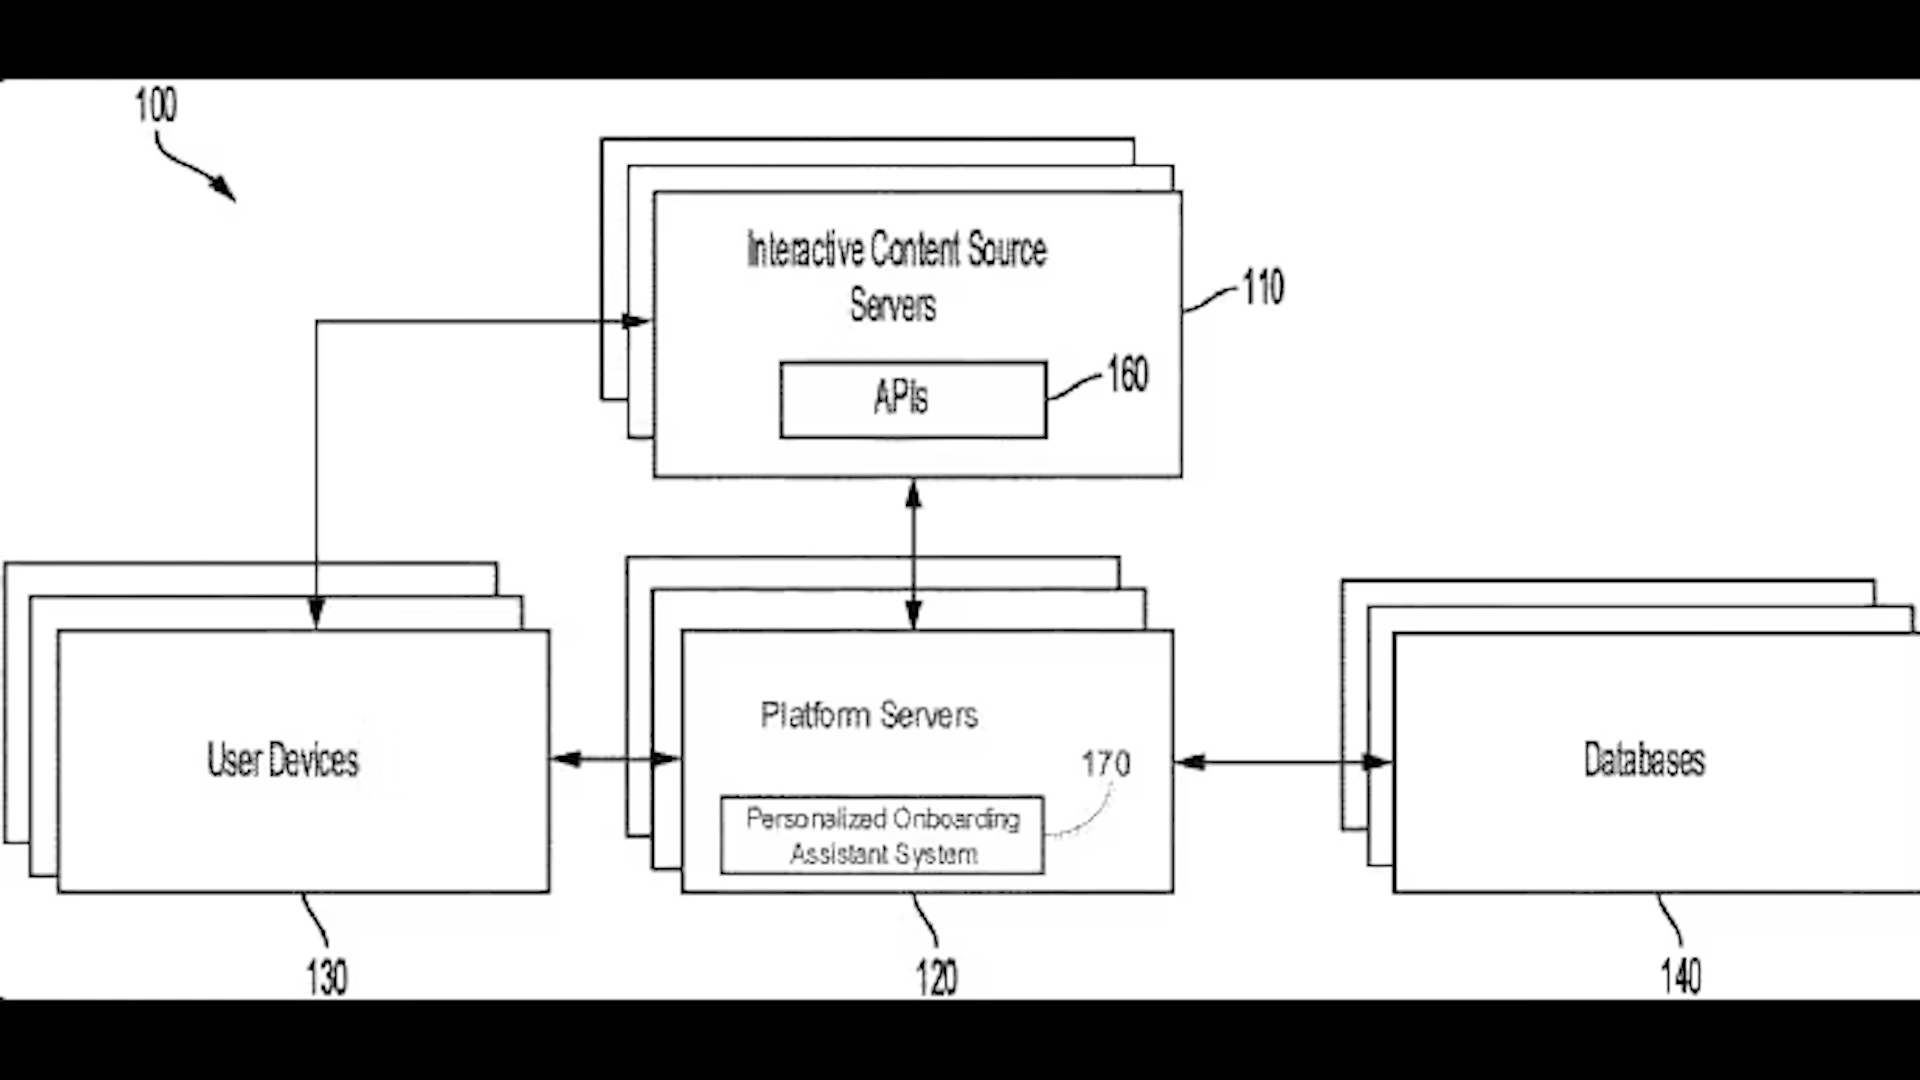 100
Interactive Content Source
Servers
110
APIs
160
User Devices
Platform Servers
170
Personalized Onboarding
Assistant System
Databases
130
120
140